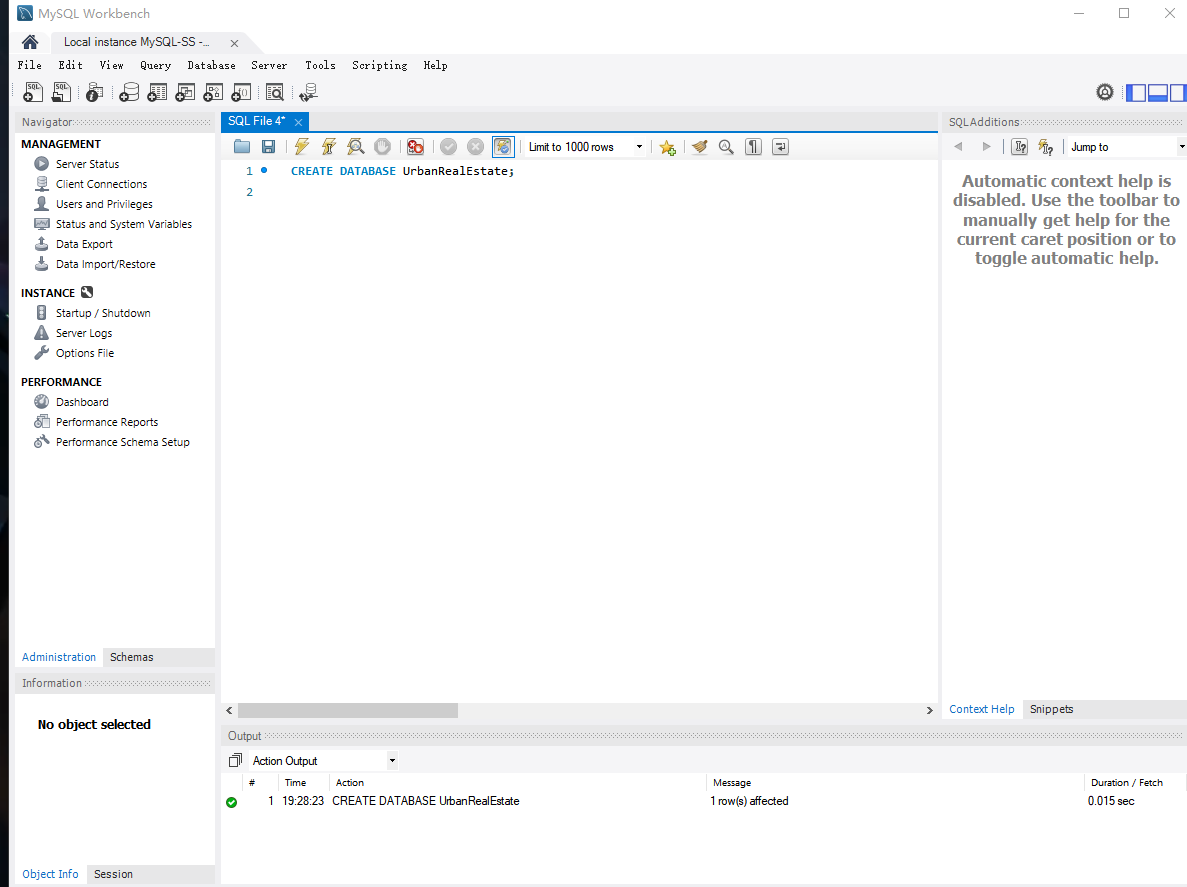 MySQL Workbench
Local instance MySQL-SS -...
File Edit View Query Database Server Tools Scripting Help
Navigator
MANAGEMENT
Server Status
Client Connections
Users and Privileges
Status and System Variables
Data Export
Data Import/Restore
INSTANCE
Startup / Shutdown
Server Logs
Options File
PERFORMANCE
Dashboard
Performance Reports
Performance Schema Setup
Administration Schemas
Information
No object selected
Object Info Session
SQL File 4*
Limit to 1000 rows
1 CREATE DATABASE UrbanRealEstate;
2
SQLAdditions
Jump to
Automatic context help is
disabled. Use the toolbar to
manually get help for the
current caret position or to
toggle automatic help.
Context Help Snippets
Output
Action Output
# Time Action Message Duration / Fetch
1 19:28:23 CREATE DATABASE UrbanRealEstate 1 row(s) affected 0.015 sec